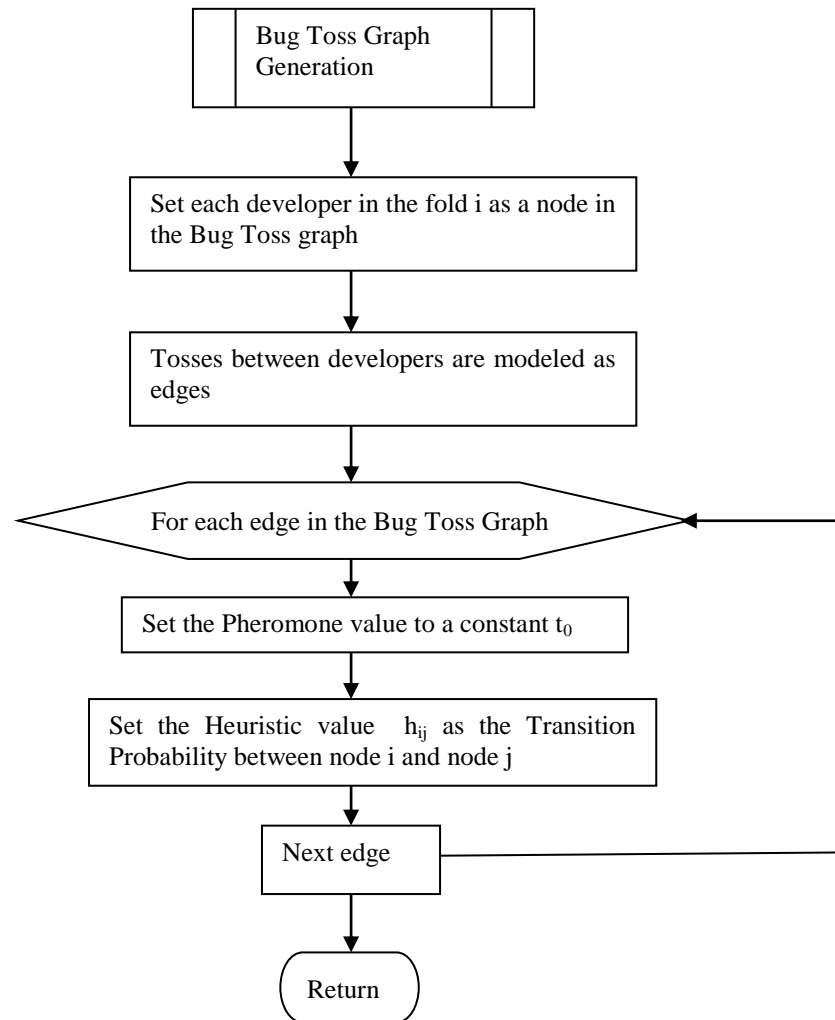 Bug Toss Graph
Generation
Set each developer in the fold i as a node in
the Bug Toss graph
Tosses between developers are modeled as
edges
For each edge in the Bug Toss Graph
Set the Pheromone value to a constant t₀
Set the Heuristic value hᵢⱼ as the Transition
Probability between node i and node j
Next edge
Return